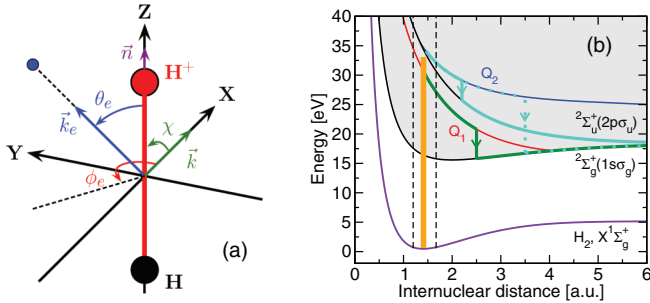 Z
n⃗
H⁺
θₑ
X
k⃗ₑ
χ
k⃗
Y
ϕₑ
(a)
H
40
35
30
25
20
15
10
5
0
Energy [eV]
(b)
Q₂
²Σᵤ⁺(2pσᵤ)
Q₁
²Σg⁺(1sσg)
H₂, X¹Σg⁺
0 1 2 3 4 5 6
Internuclear distance [a.u.]